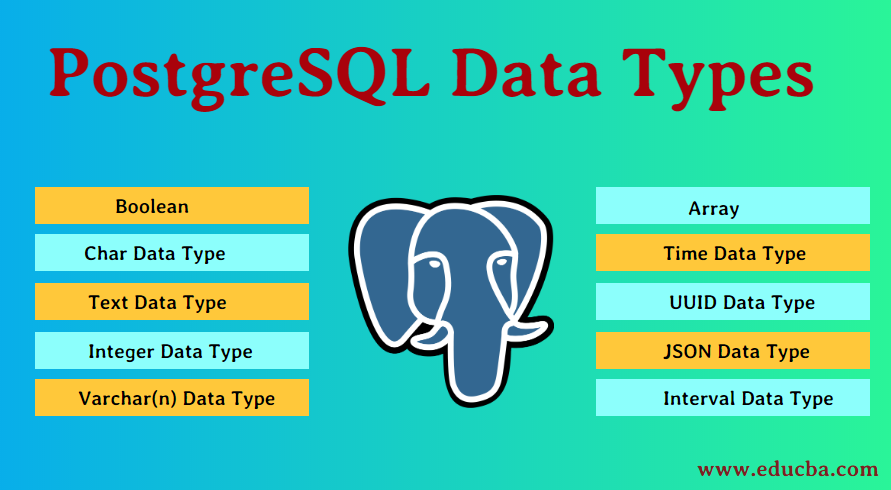 PostgreSQL Data Types
Boolean
Char Data Type
Text Data Type
Integer Data Type
Varchar(n) Data Type
Array
Time Data Type
UUID Data Type
JSON Data Type
Interval Data Type
www.educba.com